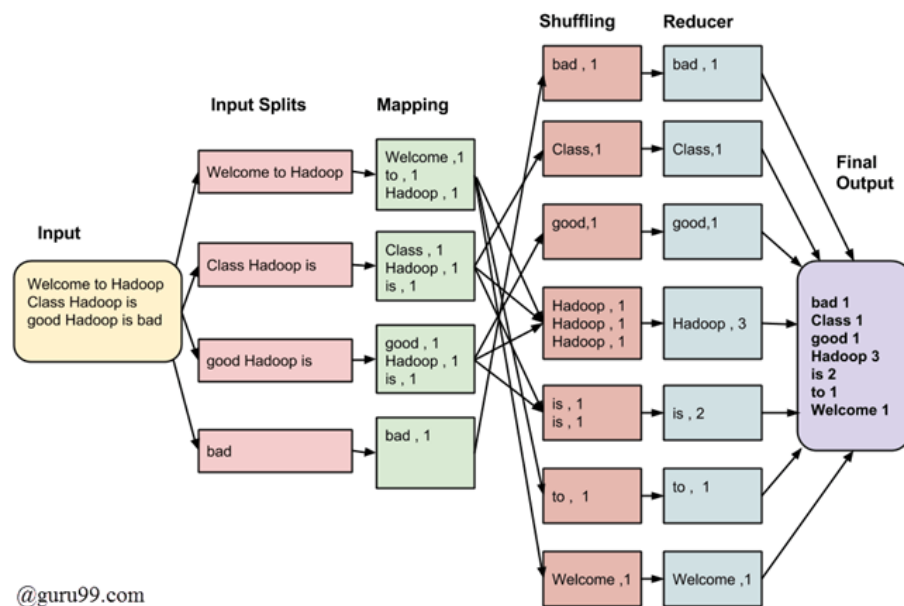 Shuffling
Reducer
Input Splits
Mapping
Final
Output
Input
Welcome to Hadoop
Class Hadoop is
good Hadoop is bad
Welcome to Hadoop
Class Hadoop is
good Hadoop is
bad
Welcome ,1
to , 1
Hadoop , 1
Class , 1
Hadoop , 1
is , 1
good , 1
Hadoop , 1
is , 1
bad , 1
bad , 1
Class,1
good,1
Hadoop , 1
Hadoop , 1
Hadoop , 1
is , 1
is , 1
to , 1
Welcome ,1
bad , 1
Class,1
good,1
Hadoop , 3
is , 2
to , 1
Welcome ,1
bad 1
Class 1
good 1
Hadoop 3
is 2
to 1
Welcome 1
@guru99.com